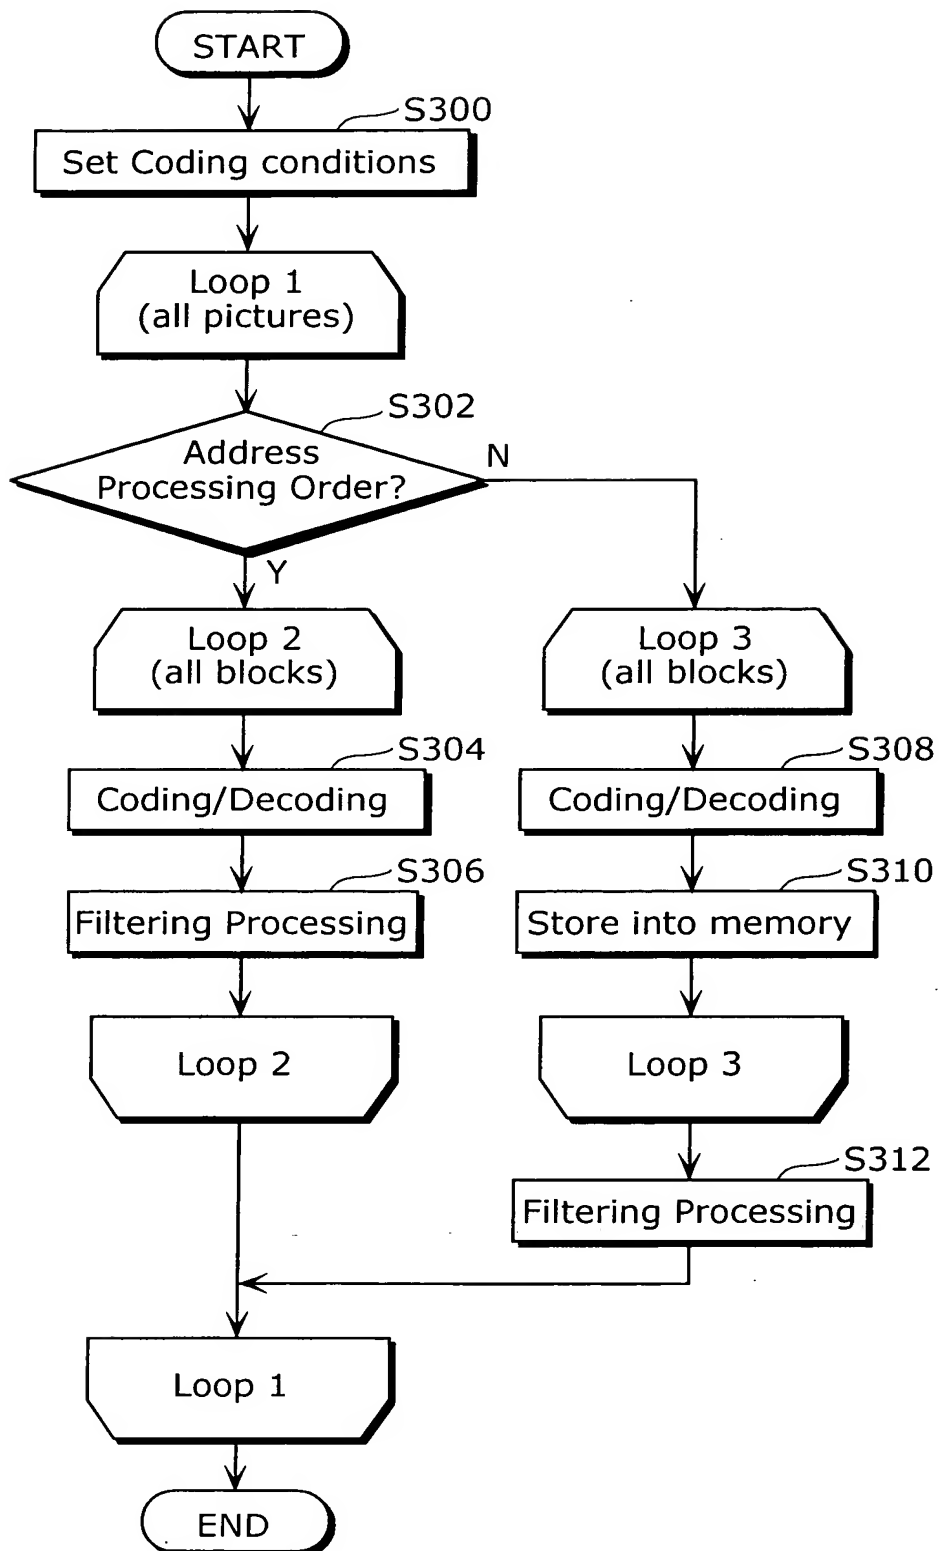 START
S300
Set Coding conditions
Loop 1
(all pictures)
S302
Address
Processing Order?
N
Y
Loop 2
(all blocks)
Loop 3
(all blocks)
S304
Coding/Decoding
S308
Coding/Decoding
S306
Filtering Processing
S310
Store into memory
Loop 2
Loop 3
S312
Filtering Processing
Loop 1
END